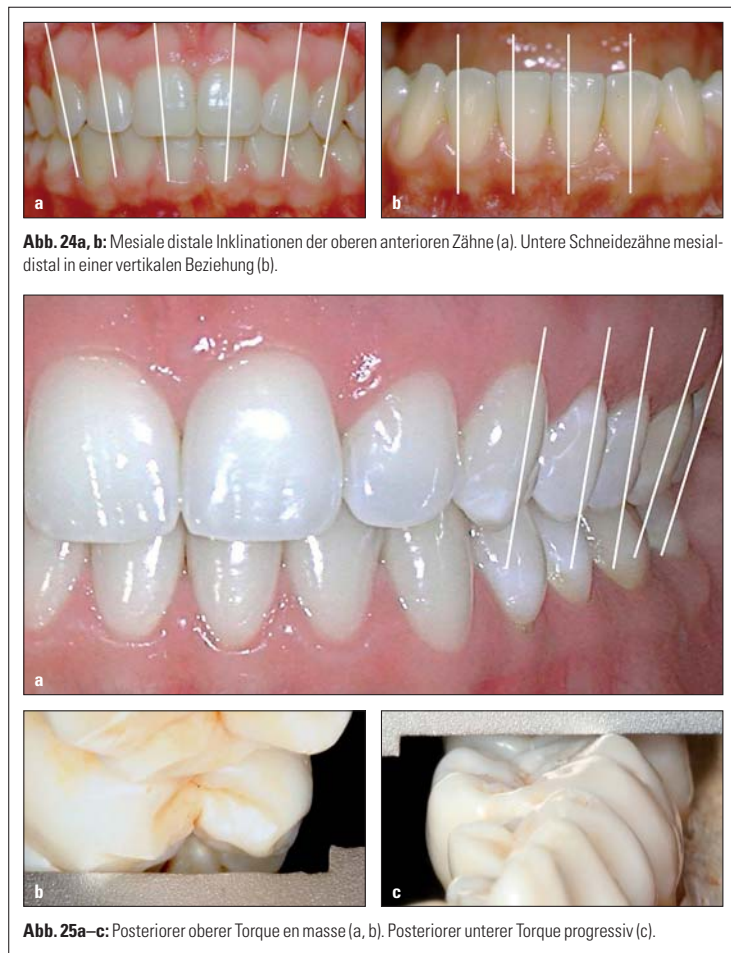 a
b
Abb. 24a, b: Mesiale distale Inklinationen der oberen anterioren Zähne (a). Untere Schneidezähne mesial-
distal in einer vertikalen Beziehung (b).
a
b
c
Abb. 25a–c: Posteriorer oberer Torque en masse (a, b). Posteriorer unterer Torque progressiv (c).